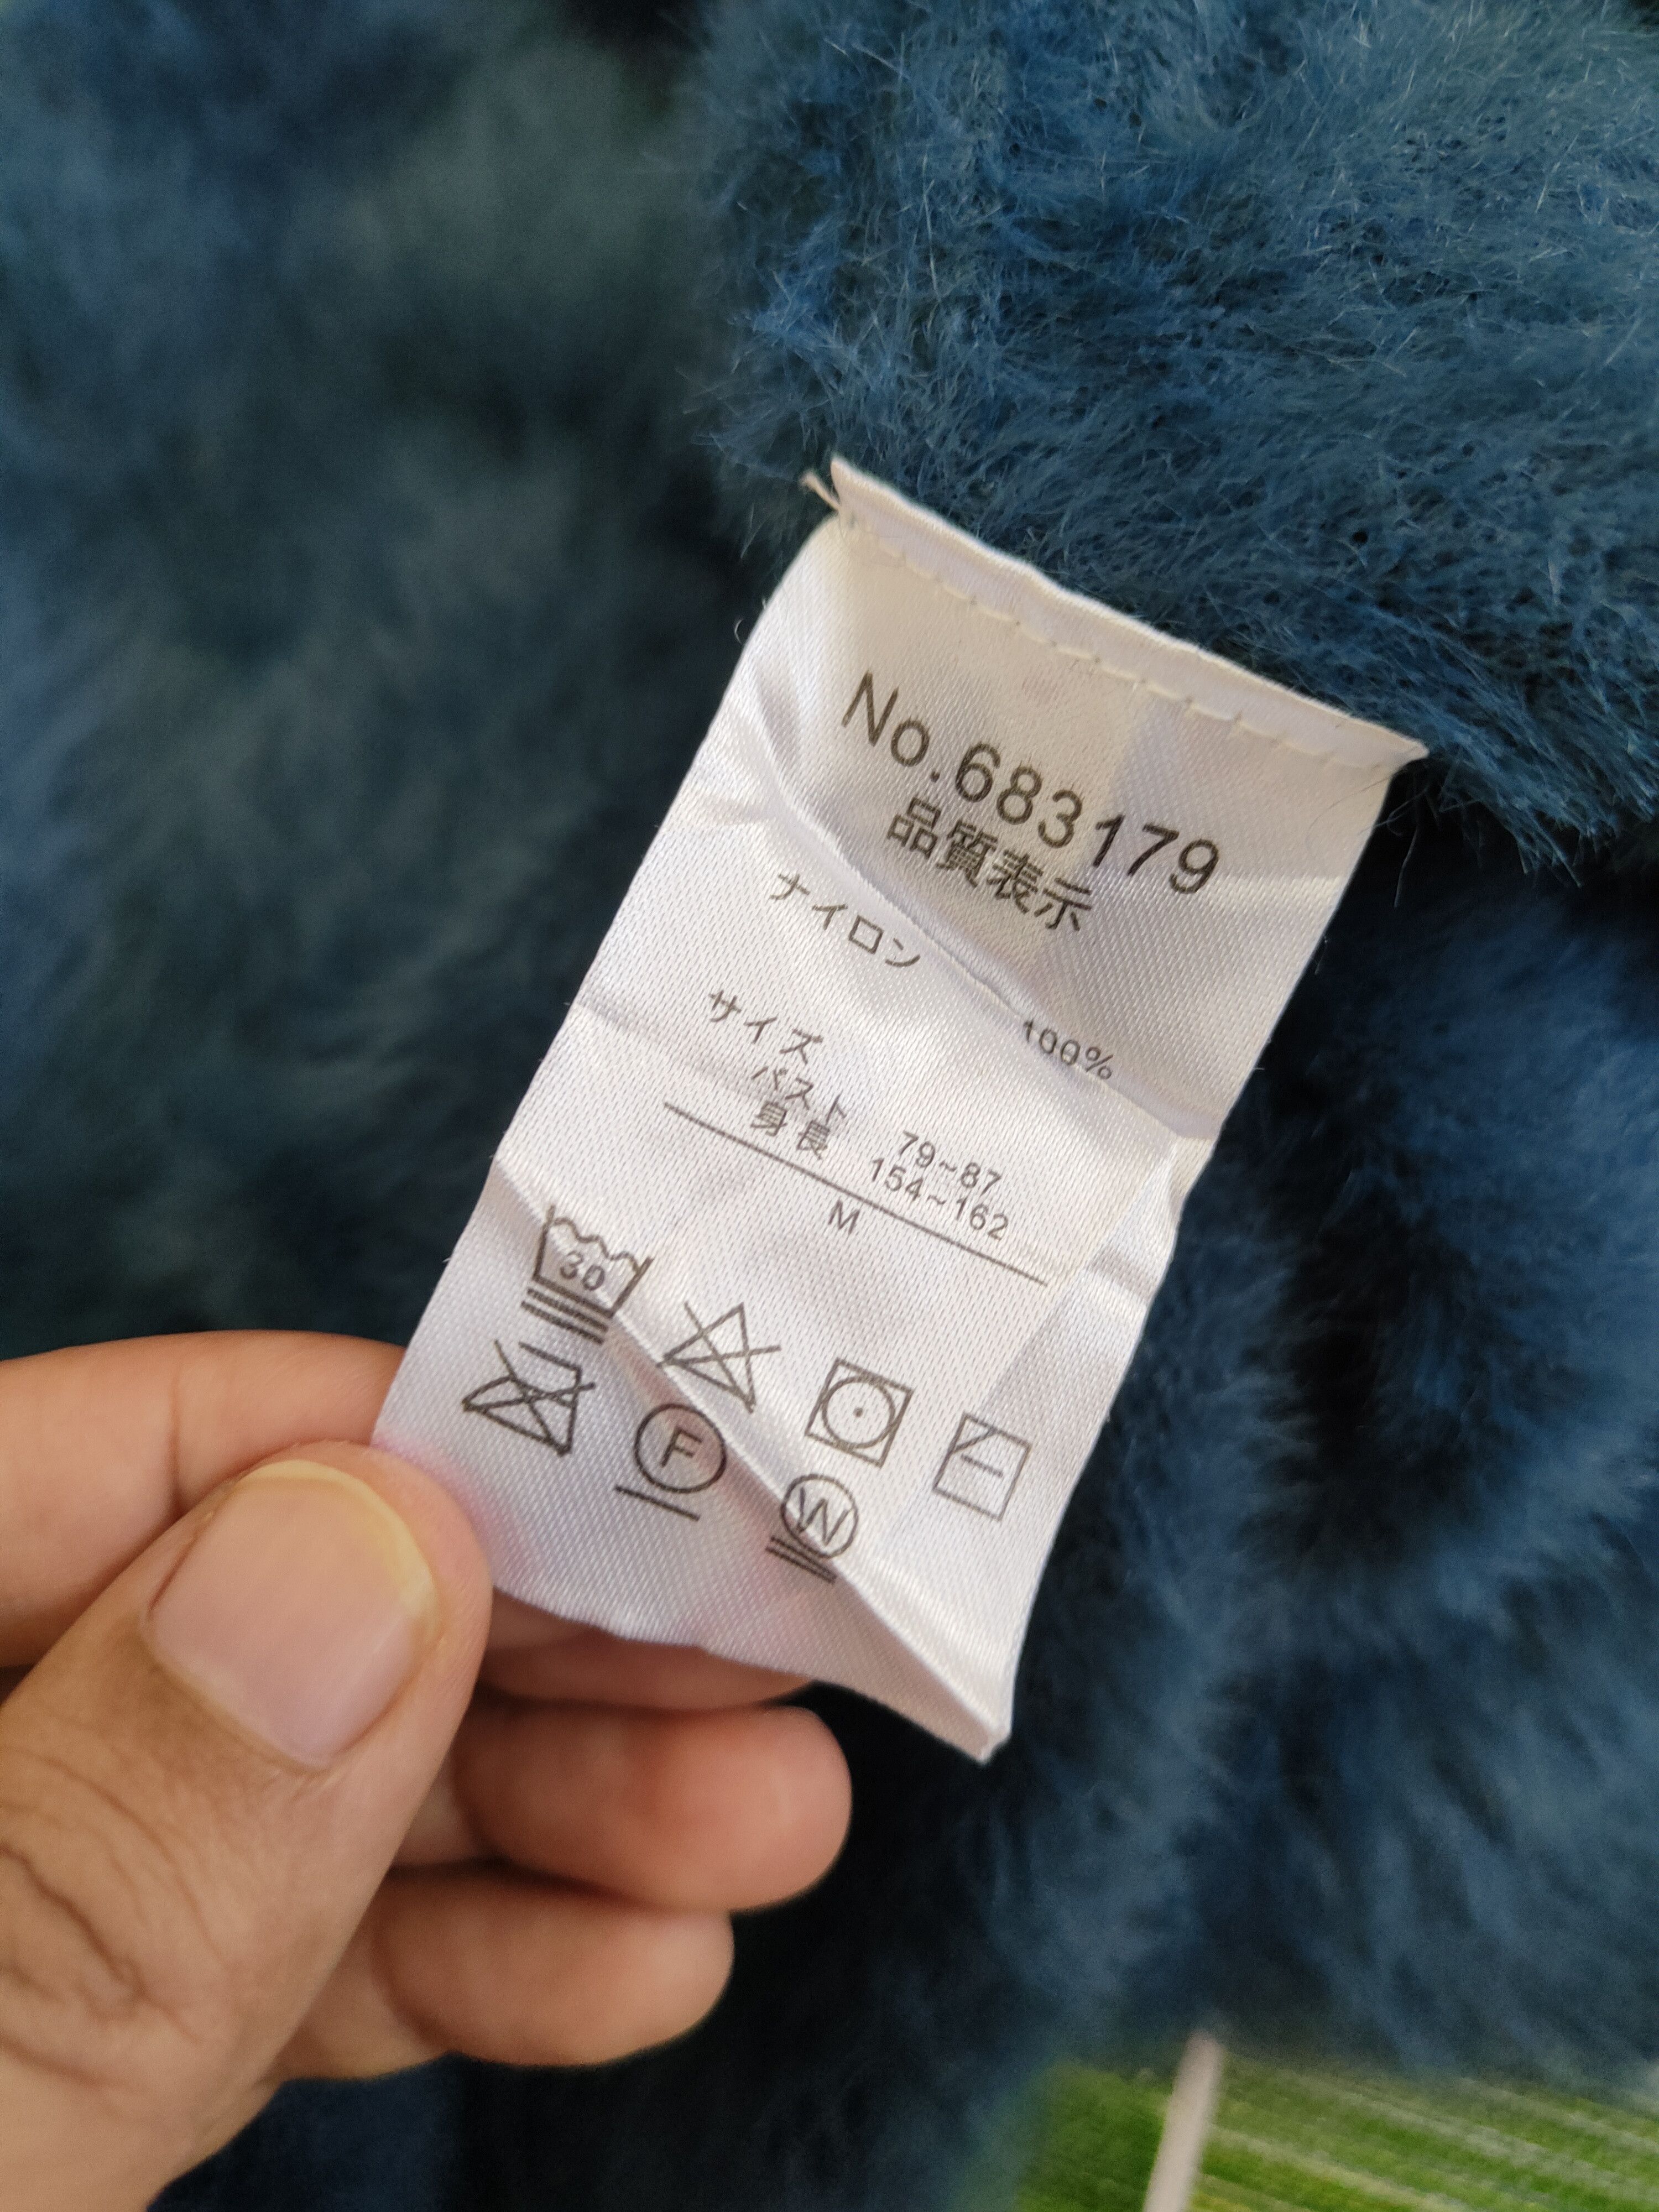 No.683179
品質表示
ナイロン 100%
サイズ
バスト 79~87
身長 154~162
M
30
F
W